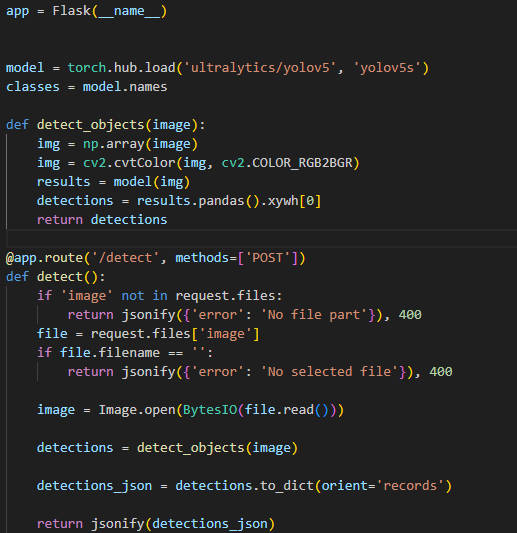 app = Flask(__name__)
model = torch.hub.load('ultralytics/yolov5', 'yolov5s')
classes = model.names
def detect_objects(image):
    img = np.array(image)
    img = cv2.cvtColor(img, cv2.COLOR_RGB2BGR)
    results = model(img)
    detections = results.pandas().xywh[0]
    return detections
@app.route('/detect', methods=['POST'])
def detect():
    if 'image' not in request.files:
        return jsonify({'error': 'No file part'}), 400
    file = request.files['image']
    if file.filename == '':
        return jsonify({'error': 'No selected file'}), 400
    image = Image.open(BytesIO(file.read()))
    detections = detect_objects(image)
    detections_json = detections.to_dict(orient='records')
    return jsonify(detections_json)